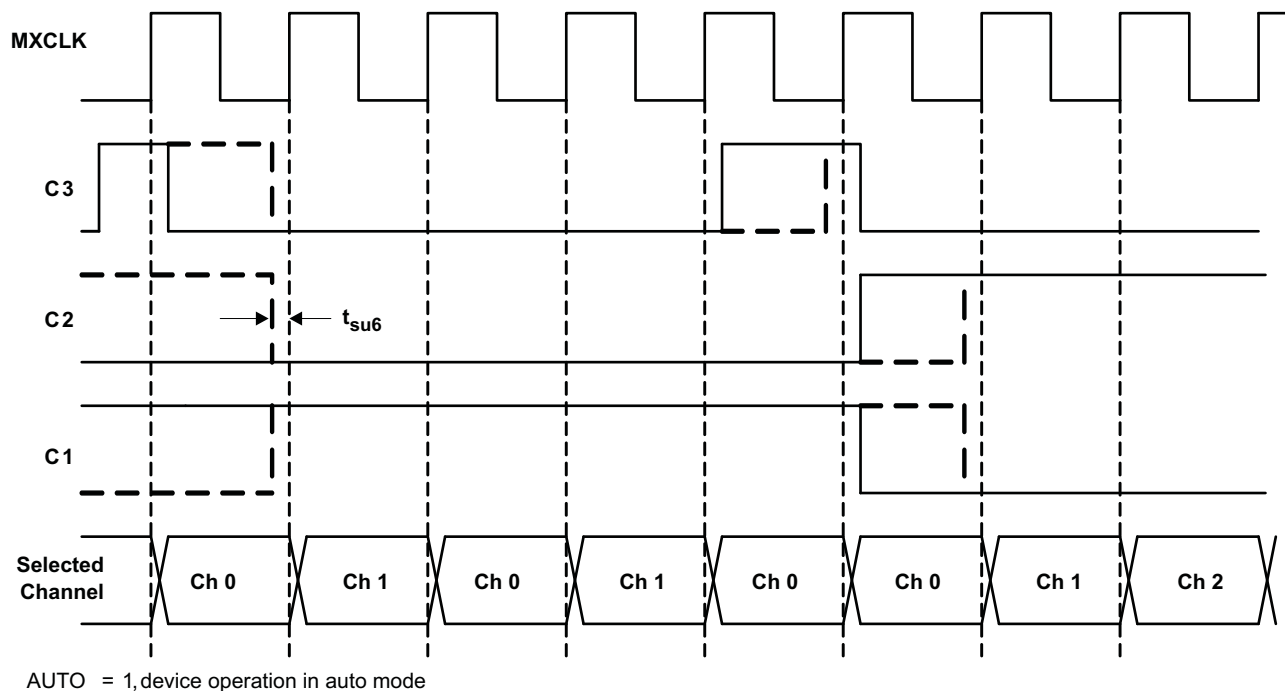 MXCLK
C3
C2
tsu6
C1
Selected
Channel
Ch 0
Ch 1
Ch 0
Ch 1
Ch 0
Ch 0
Ch 1
Ch 2
AUTO = 1, device operation in auto mode